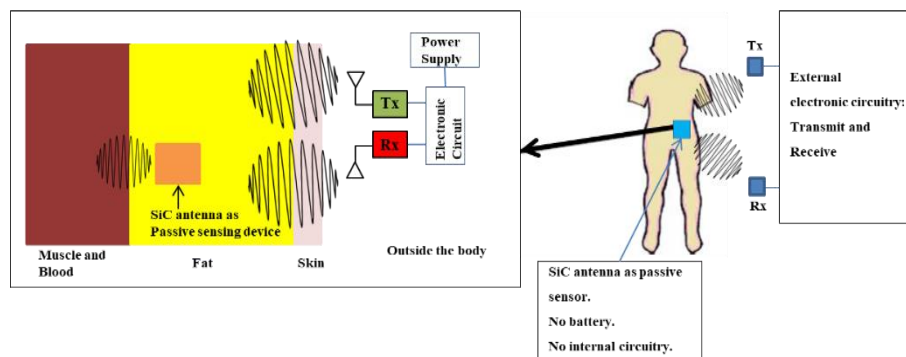 Power
Supply
Tx
Rx
Electronic
Circuit
SiC antenna as
Passive sensing device
Muscle and
Blood
Fat
Skin
Outside the body
Tx
Rx
External
electronic circuitry:
Transmit and
Receive
SiC antenna as passive
sensor.
No battery.
No internal circuitry.